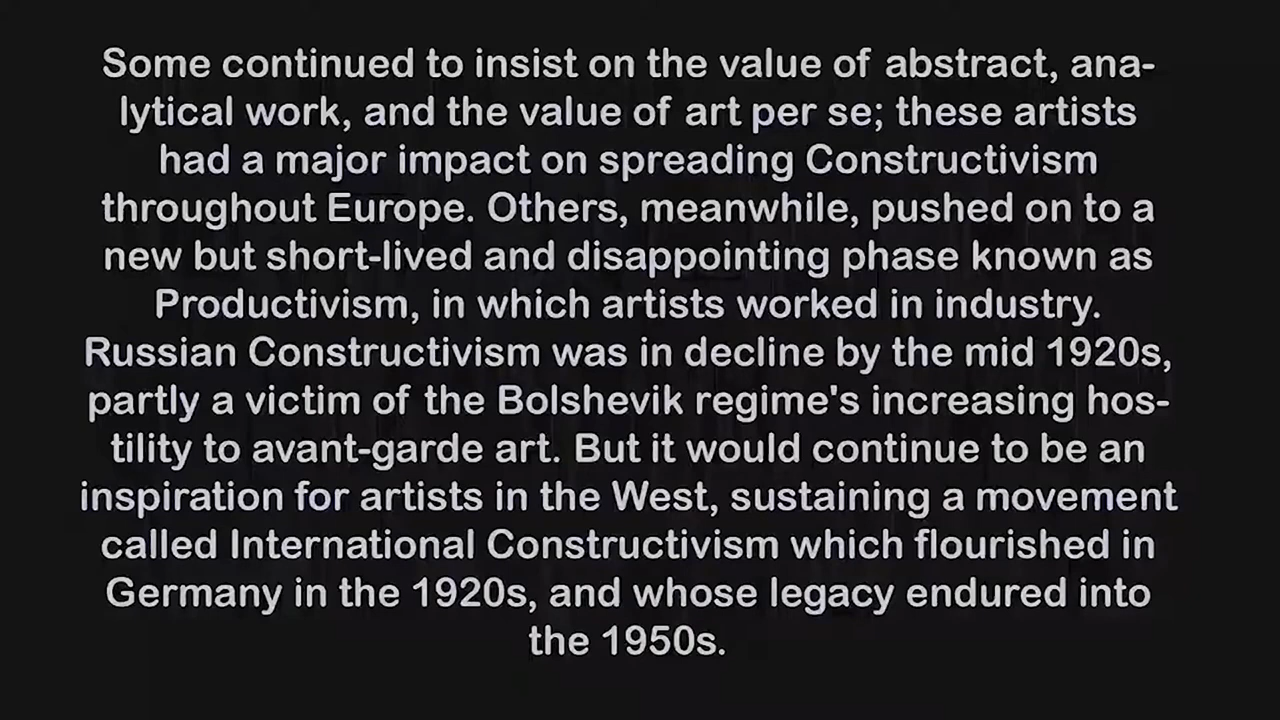 Some continued to insist on the value of abstract, ana-
lytical work, and the value of art per se; these artists
had a major impact on spreading Constructivism
throughout Europe. Others, meanwhile, pushed on to a
new but short-lived and disappointing phase known as
Productivism, in which artists worked in industry.
Russian Constructivism was in decline by the mid 1920s,
partly a victim of the Bolshevik regime's increasing hos-
tility to avant-garde art. But it would continue to be an
inspiration for artists in the West, sustaining a movement
called International Constructivism which flourished in
Germany in the 1920s, and whose legacy endured into
the 1950s.